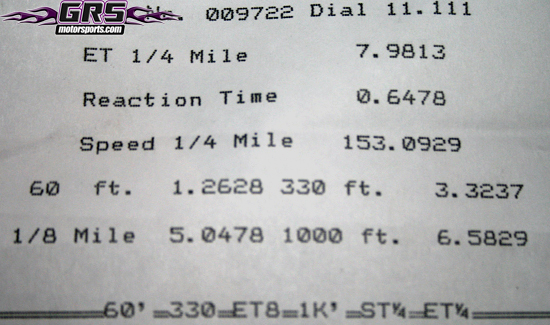 GRS
motorsports.com
. 009722 Dial 11.111
ET 1/4 Mile 7.9813
Reaction Time 0.6478
Speed 1/4 Mile 153.0929
60 ft. 1.2628 330 ft. 3.3237
1/8 Mile 5.0478 1000 ft. 6.5829
60' 330 ET8 1K' ST¼ ET¼